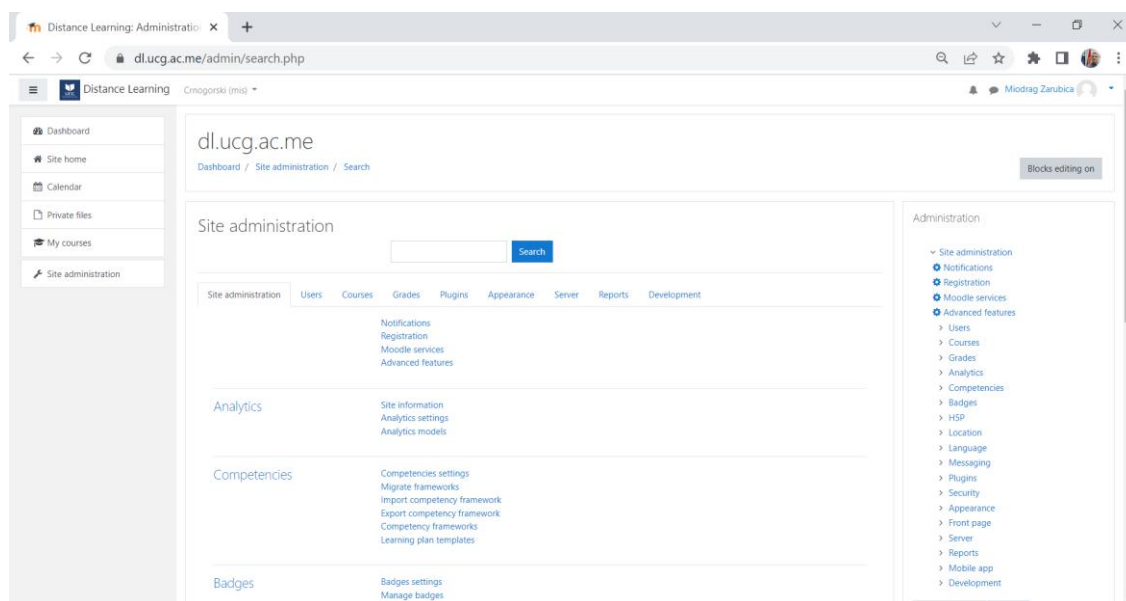 Distance Learning: Administratio
dl.ucg.ac.me/admin/search.php
Distance Learning Crnogorski (mis)
Miodrag Zarubica
Dashboard
Site home
Calendar
Private files
My courses
Site administration
dl.ucg.ac.me
Dashboard / Site administration / Search
Blocks editing on
Site administration
Search
Site administration Users Courses Grades Plugins Appearance Server Reports Development
Notifications
Registration
Moodle services
Advanced features
Analytics
Site information
Analytics settings
Analytics models
Competencies
Competencies settings
Migrate frameworks
Import competency framework
Export competency framework
Competency frameworks
Learning plan templates
Badges
Badges settings
Manage badges
Administration
Site administration
Notifications
Registration
Moodle services
Advanced features
Users
Courses
Grades
Analytics
Competencies
Badges
H5P
Location
Language
Messaging
Plugins
Security
Appearance
Front page
Server
Reports
Mobile app
Development